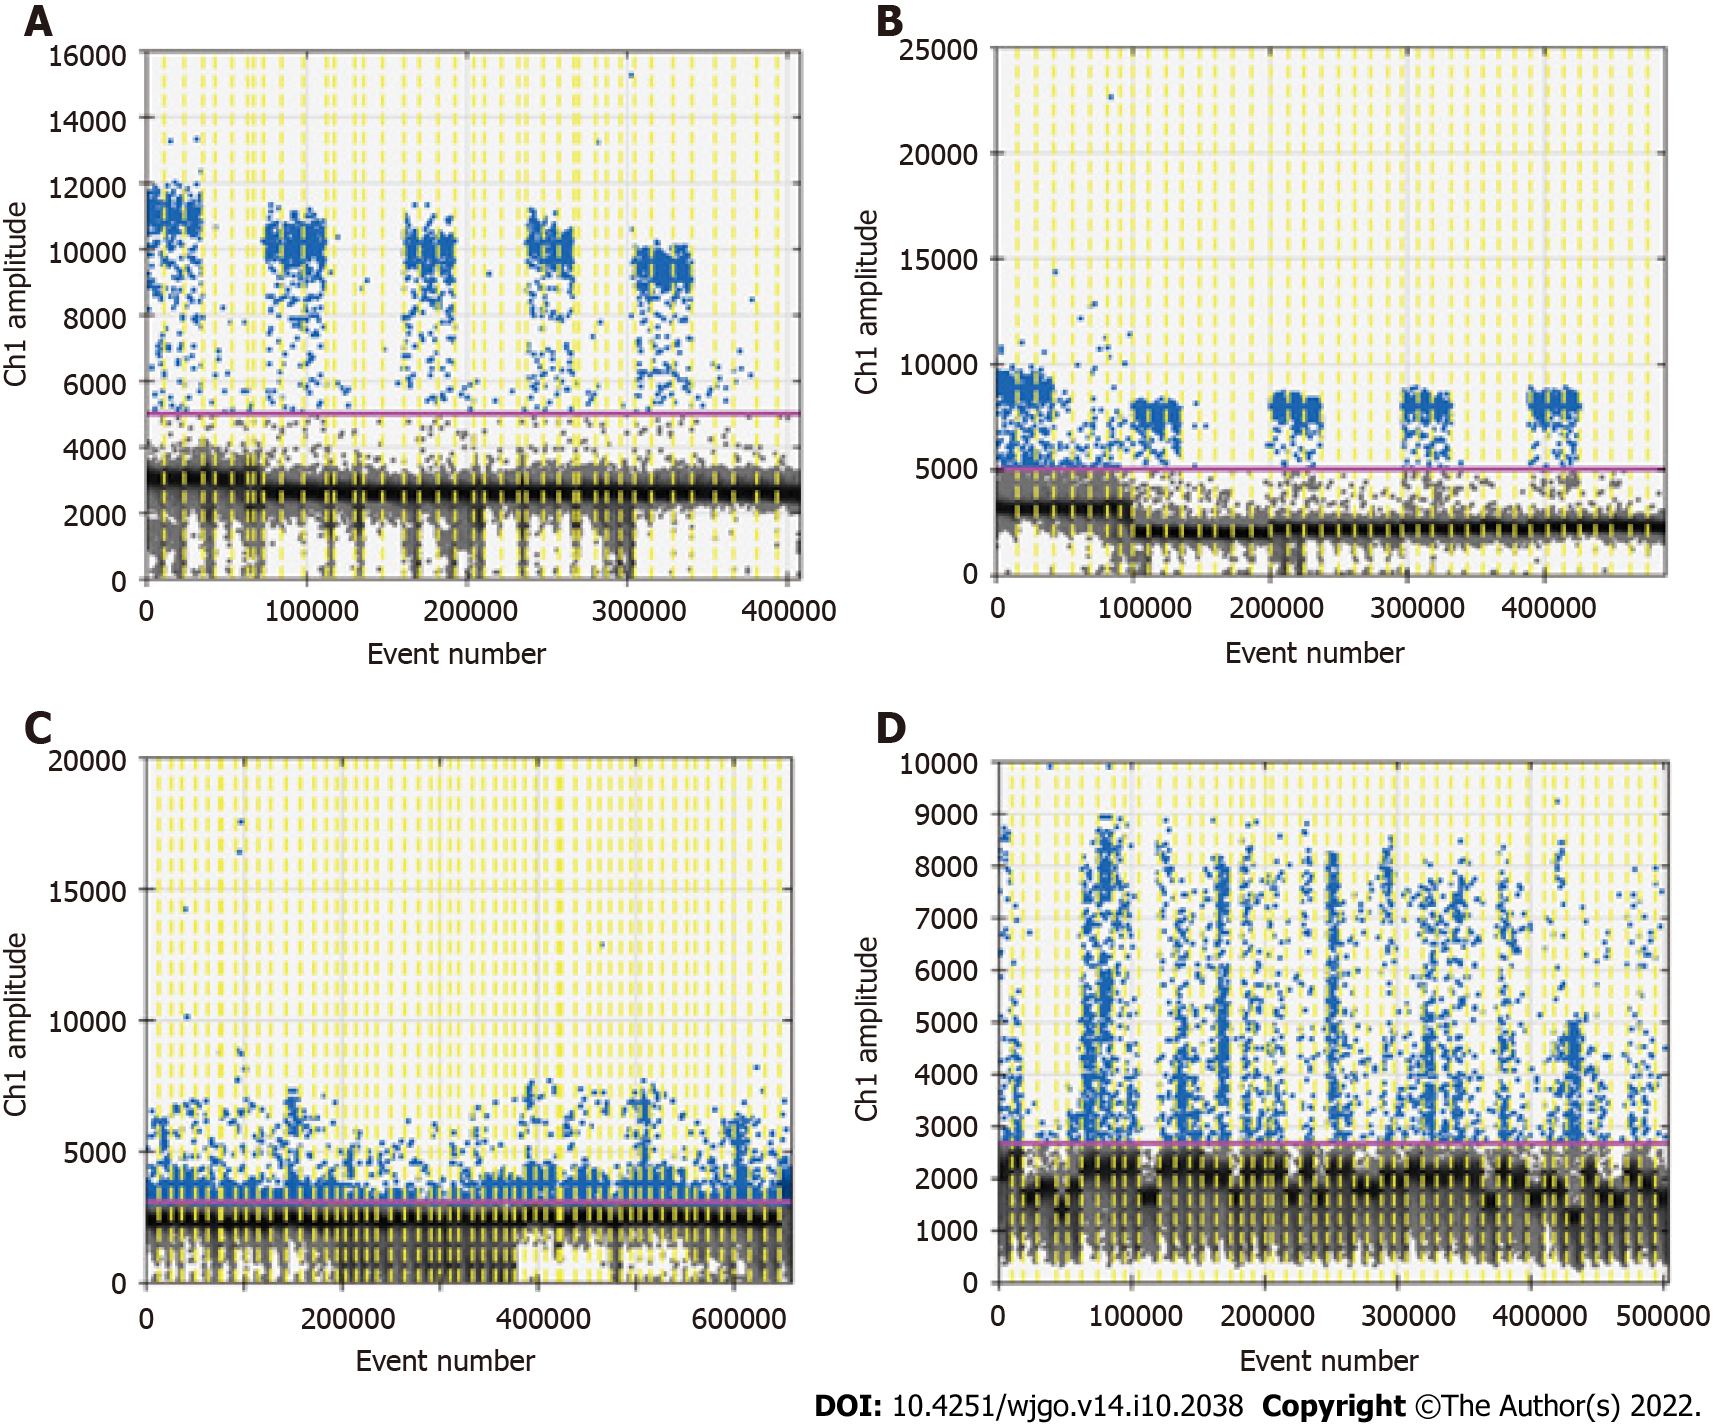 A
16000
14000
12000
10000
8000
6000
4000
2000
0
Ch1 amplitude
0 100000 200000 300000 400000
Event number
B
25000
20000
15000
10000
5000
0
Ch1 amplitude
0 100000 200000 300000 400000
Event number
C
20000
15000
10000
5000
0
Ch1 amplitude
0 200000 400000 600000
Event number
D
10000
9000
8000
7000
6000
5000
4000
3000
2000
1000
0
Ch1 amplitude
0 100000 200000 300000 400000 500000
Event number
DOI: 10.4251/wjgo.v14.i10.2038 Copyright ©The Author(s) 2022.